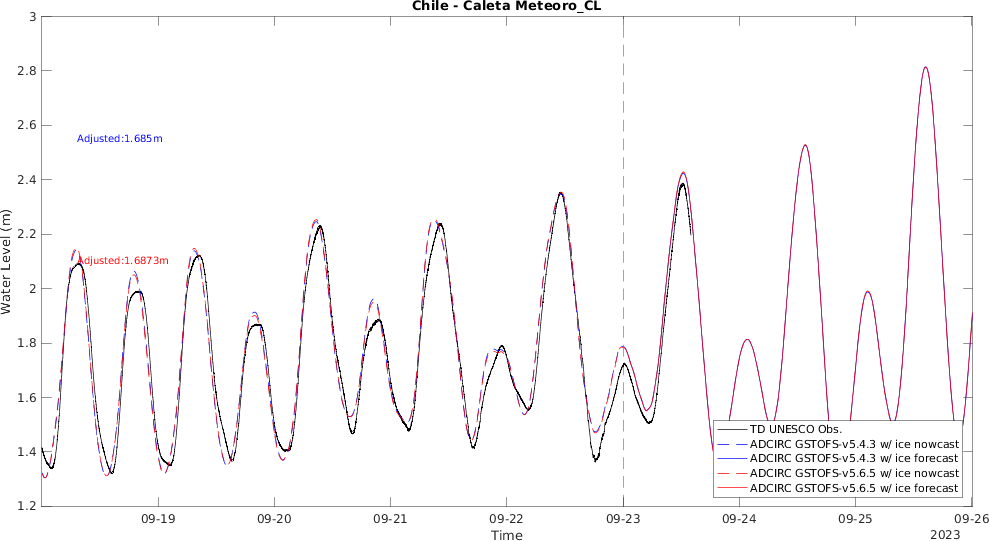 Chile - Caleta Meteoro_CL
3
2.8
2.6
2.4
2.2
2
1.8
1.6
1.4
1.2
Water Level (m)
Adjusted:1.685m
Adjusted:1.6873m
TD UNESCO Obs.
ADCIRC GSTOFS-v5.4.3 w/ ice nowcast
ADCIRC GSTOFS-v5.4.3 w/ ice forecast
ADCIRC GSTOFS-v5.6.5 w/ ice nowcast
ADCIRC GSTOFS-v5.6.5 w/ ice forecast
09-19 09-20 09-21 09-22 09-23 09-24 09-25 09-26
Time
2023